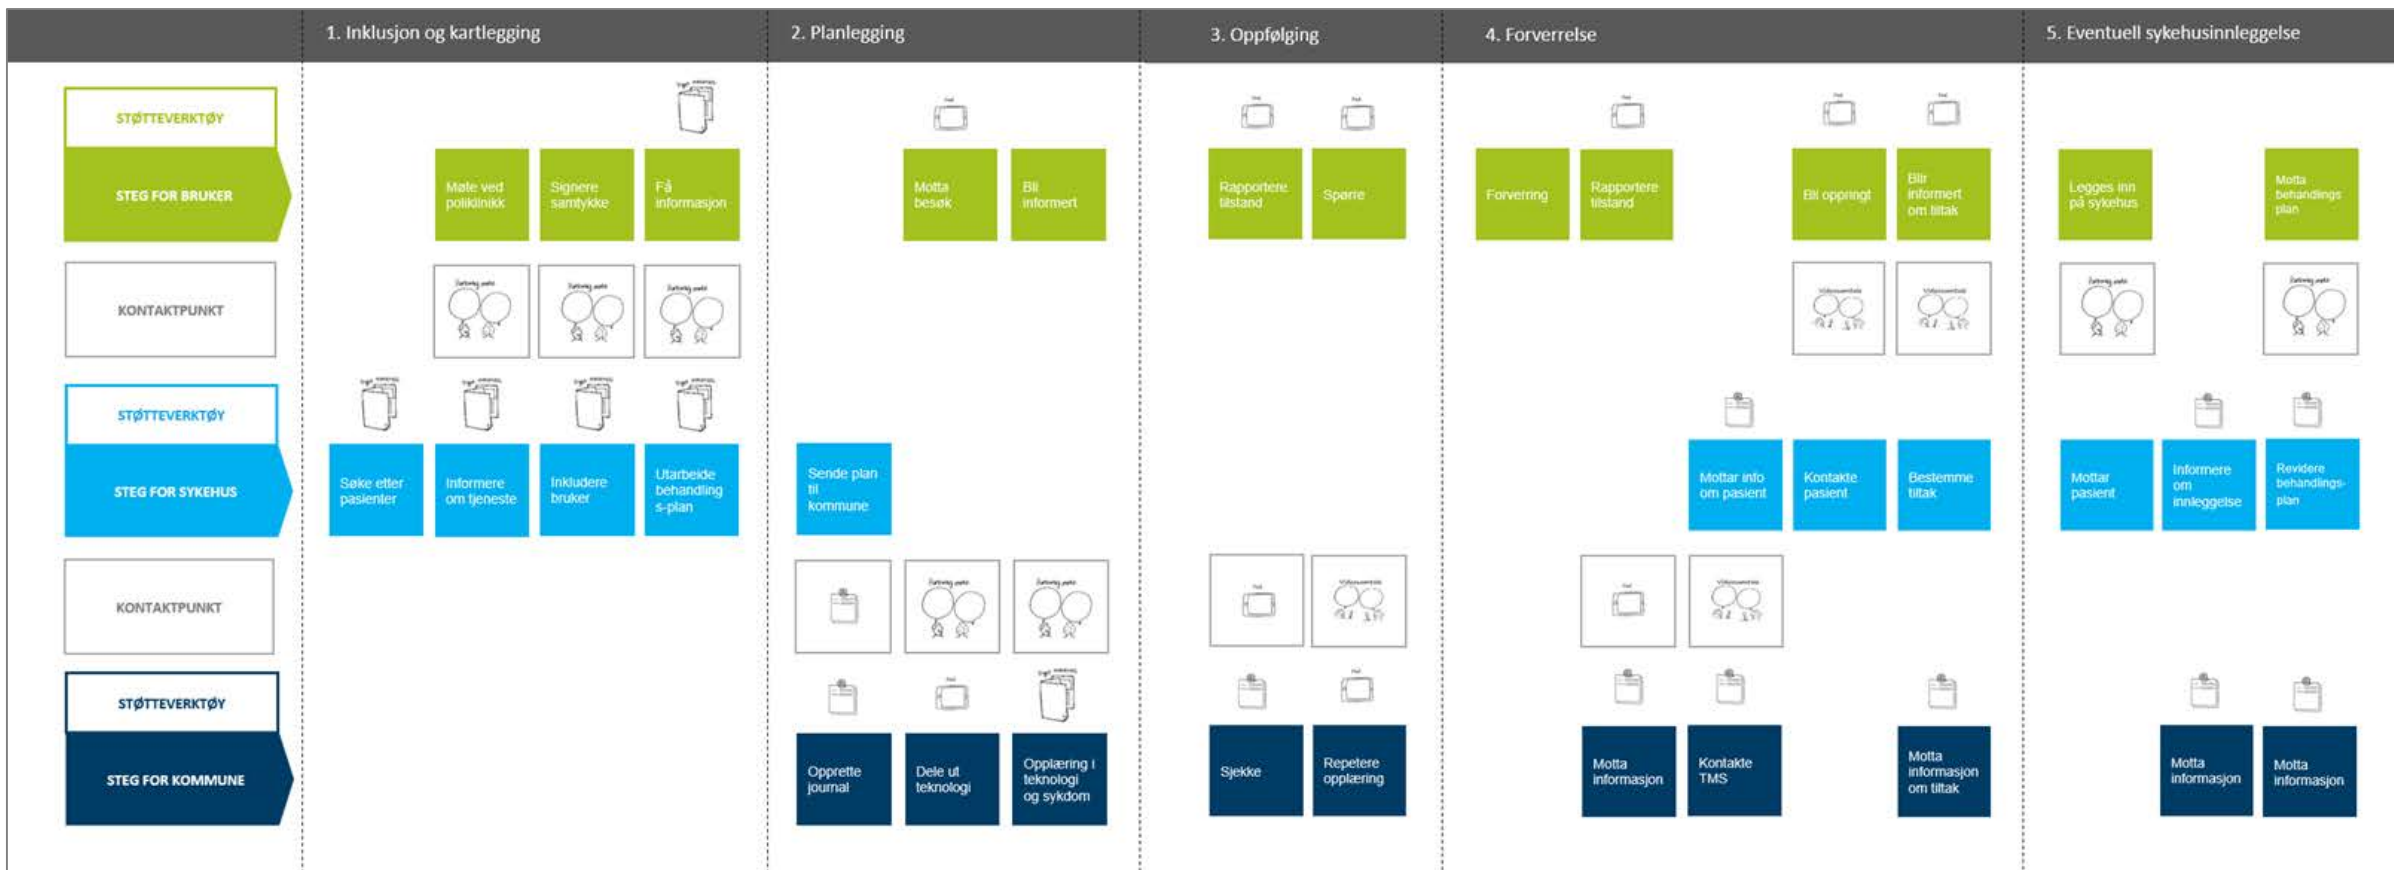 1. Inklusjon og kartlegging
2. Planlegging
3. Oppfølging
4. Forverrelse
5. Eventuell sykehusinnleggelse
STØTTEVERKTØY
STEG FOR BRUKER
Møte ved
poliklinikk
Signere
samtykke
Få
informasjon
Motta
besøk
Bli
informert
Rapportere
tilstand
Spørre
Forverring
Rapportere
tilstand
Bli oppringt
Blir
informert
om tiltak
Legges inn
på sykehus
Motta
behandlings
plan
KONTAKTPUNKT
STØTTEVERKTØY
STEG FOR SYKEHUS
Søke etter
pasienter
Informere
om tjeneste
Inkludere
bruker
Utarbeide
behandling
s-plan
Sende plan
til
kommune
Mottar info
om pasient
Kontakte
pasient
Bestemme
tiltak
Mottar
pasient
Informere
om
innleggelse
Revidere
behandlings-
plan
KONTAKTPUNKT
STØTTEVERKTØY
STEG FOR KOMMUNE
Opprette
journal
Dele ut
teknologi
Opplæring i
teknologi
og sykdom
Sjekke
Repetere
opplæring
Motta
informasjon
Kontakte
TMS
Motta
informasjon
om tiltak
Motta
informasjon
Motta
informasjon